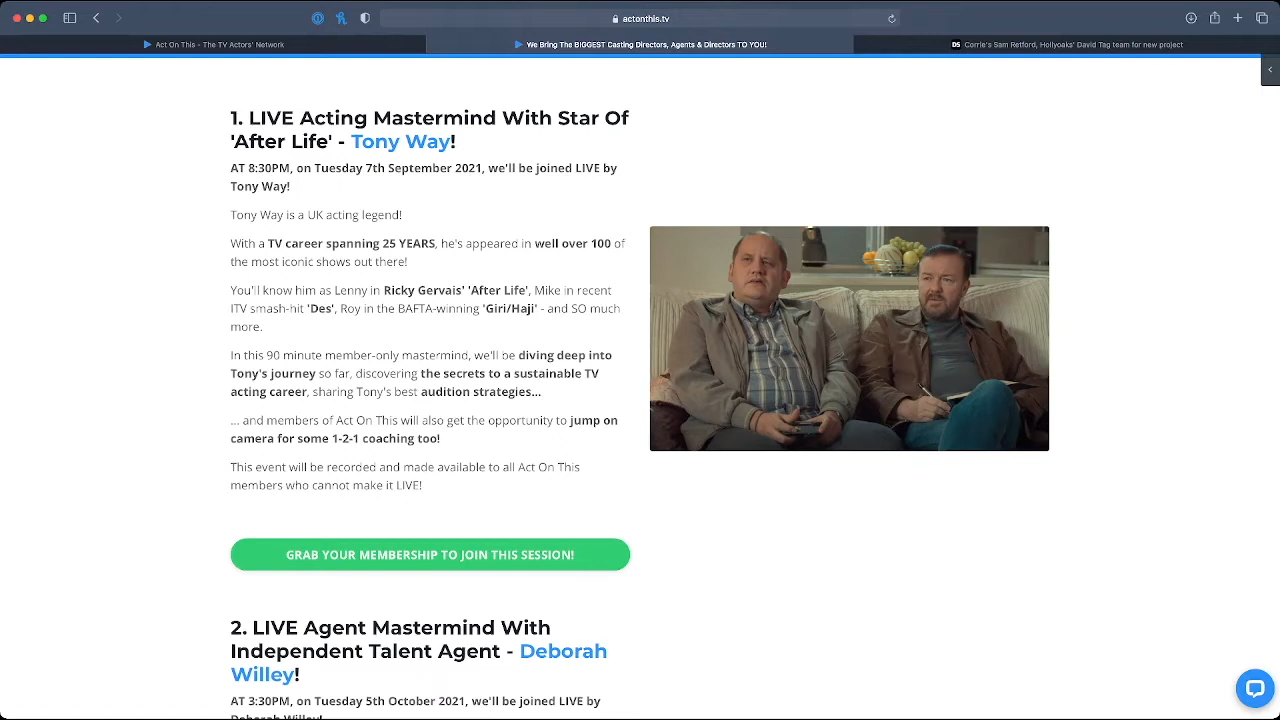 actonthis.tv
Act On This - The TV Actors' Network
We Bring The BIGGEST Casting Directors, Agents & Directors TO YOU!
DS Corrie's Sam Retford, Hollyoaks' David Tag team for new project
1. LIVE Acting Mastermind With Star Of
'After Life' - Tony Way!
AT 8:30PM, on Tuesday 7th September 2021, we'll be joined LIVE by
Tony Way!
Tony Way is a UK acting legend!
With a TV career spanning 25 YEARS, he's appeared in well over 100 of
the most iconic shows out there!
You'll know him as Lenny in Ricky Gervais' 'After Life', Mike in recent
ITV smash-hit 'Des', Roy in the BAFTA-winning 'Giri/Haji' - and SO much
more.
In this 90 minute member-only mastermind, we'll be diving deep into
Tony's journey so far, discovering the secrets to a sustainable TV
acting career, sharing Tony's best audition strategies...
... and members of Act On This will also get the opportunity to jump on
camera for some 1-2-1 coaching too!
This event will be recorded and made available to all Act On This
members who cannot make it LIVE!
GRAB YOUR MEMBERSHIP TO JOIN THIS SESSION!
2. LIVE Agent Mastermind With
Independent Talent Agent - Deborah
Willey!
AT 3:30PM, on Tuesday 5th October 2021, we'll be joined LIVE by
Deborah Willey!